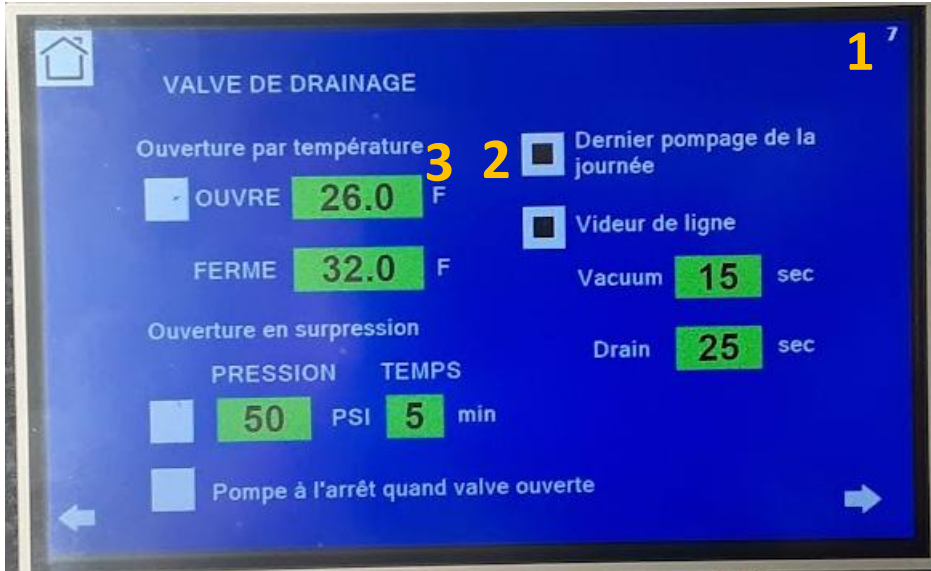 7
1
VALVE DE DRAINAGE
Ouverture par température
3
OUVRE 26.0 F
FERME 32.0 F
Ouverture en surpression
PRESSION TEMPS
50 PSI 5 min
Pompe à l'arrêt quand valve ouverte
2
Dernier pompage de la
journée
Videur de ligne
Vacuum 15 sec
Drain 25 sec